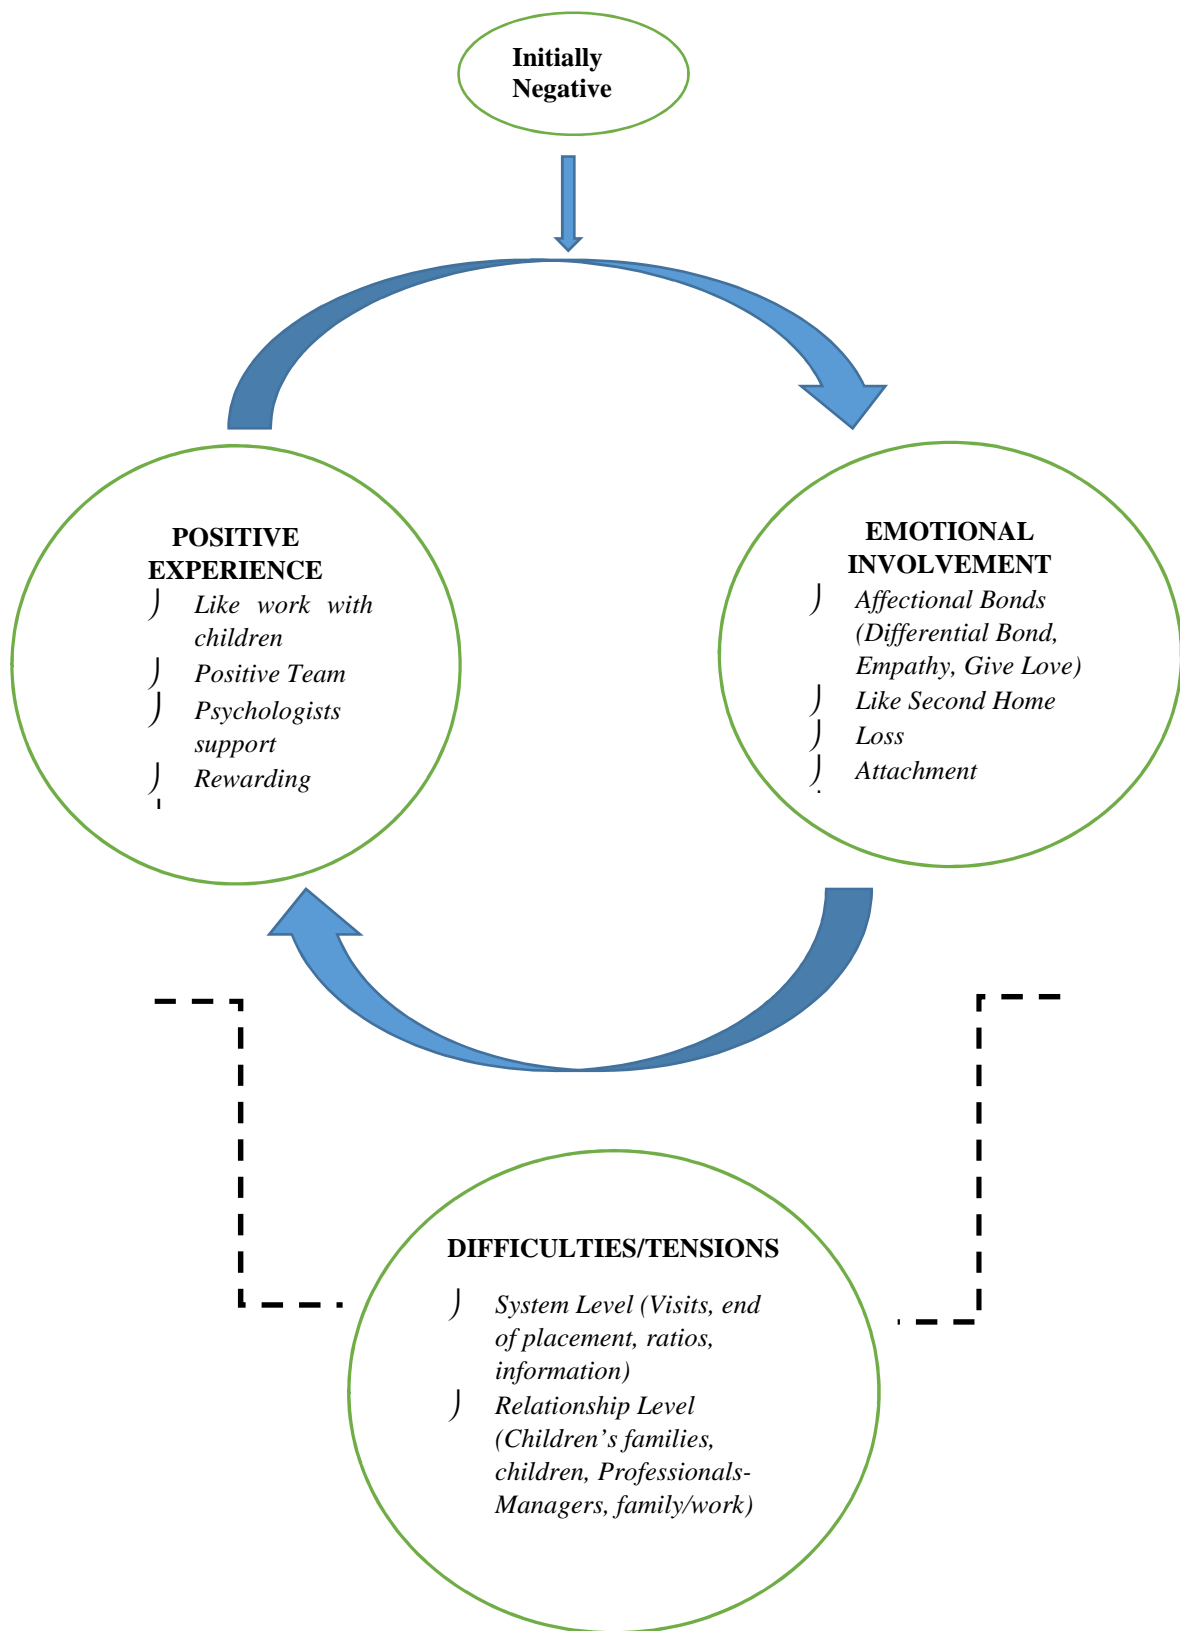 Initially
Negative
POSITIVE
EXPERIENCE
Like work with
children
Positive Team
Psychologists
support
Rewarding
EMOTIONAL
INVOLVEMENT
Affectional Bonds
(Differential Bond,
Empathy, Give Love)
Like Second Home
Loss
Attachment
DIFFICULTIES/TENSIONS
System Level (Visits, end
of placement, ratios,
information)
Relationship Level
(Children’s families,
children, Professionals-
Managers, family/work)